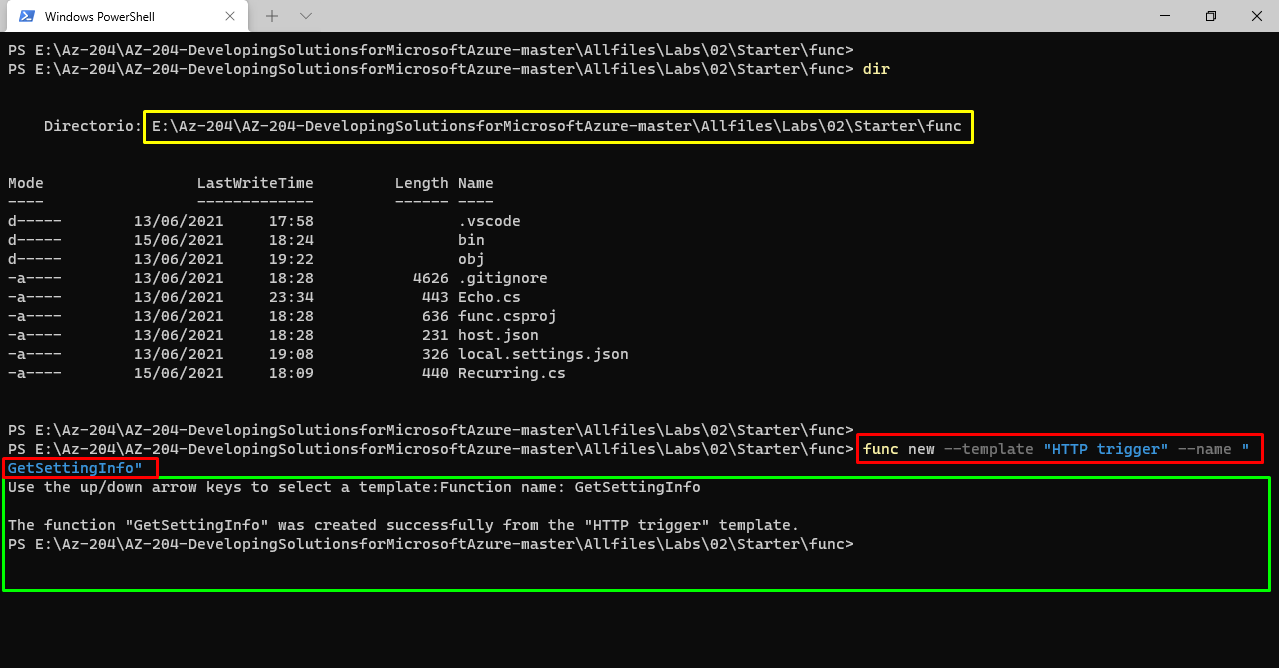 Windows PowerShell
PS E:\Az-204\AZ-204-DevelopingSolutionsforMicrosoftAzure-master\Allfiles\Labs\02\Starter\func>
PS E:\Az-204\AZ-204-DevelopingSolutionsforMicrosoftAzure-master\Allfiles\Labs\02\Starter\func> dir
Directorio: E:\Az-204\AZ-204-DevelopingSolutionsforMicrosoftAzure-master\Allfiles\Labs\02\Starter\func
Mode                 LastWriteTime         Length Name
----                 -------------         ------ ----
d-----        13/06/2021     17:58                .vscode
d-----        15/06/2021     18:24                bin
d-----        13/06/2021     19:22                obj
-a----        13/06/2021     18:28           4626 .gitignore
-a----        13/06/2021     23:34            443 Echo.cs
-a----        13/06/2021     18:28            636 func.csproj
-a----        13/06/2021     18:28            231 host.json
-a----        13/06/2021     19:08            326 local.settings.json
-a----        15/06/2021     18:09            440 Recurring.cs
PS E:\Az-204\AZ-204-DevelopingSolutionsforMicrosoftAzure-master\Allfiles\Labs\02\Starter\func>
PS E:\Az-204\AZ-204-DevelopingSolutionsforMicrosoftAzure-master\Allfiles\Labs\02\Starter\func> func new --template "HTTP trigger" --name "
GetSettingInfo"
Use the up/down arrow keys to select a template:Function name: GetSettingInfo
The function "GetSettingInfo" was created successfully from the "HTTP trigger" template.
PS E:\Az-204\AZ-204-DevelopingSolutionsforMicrosoftAzure-master\Allfiles\Labs\02\Starter\func>